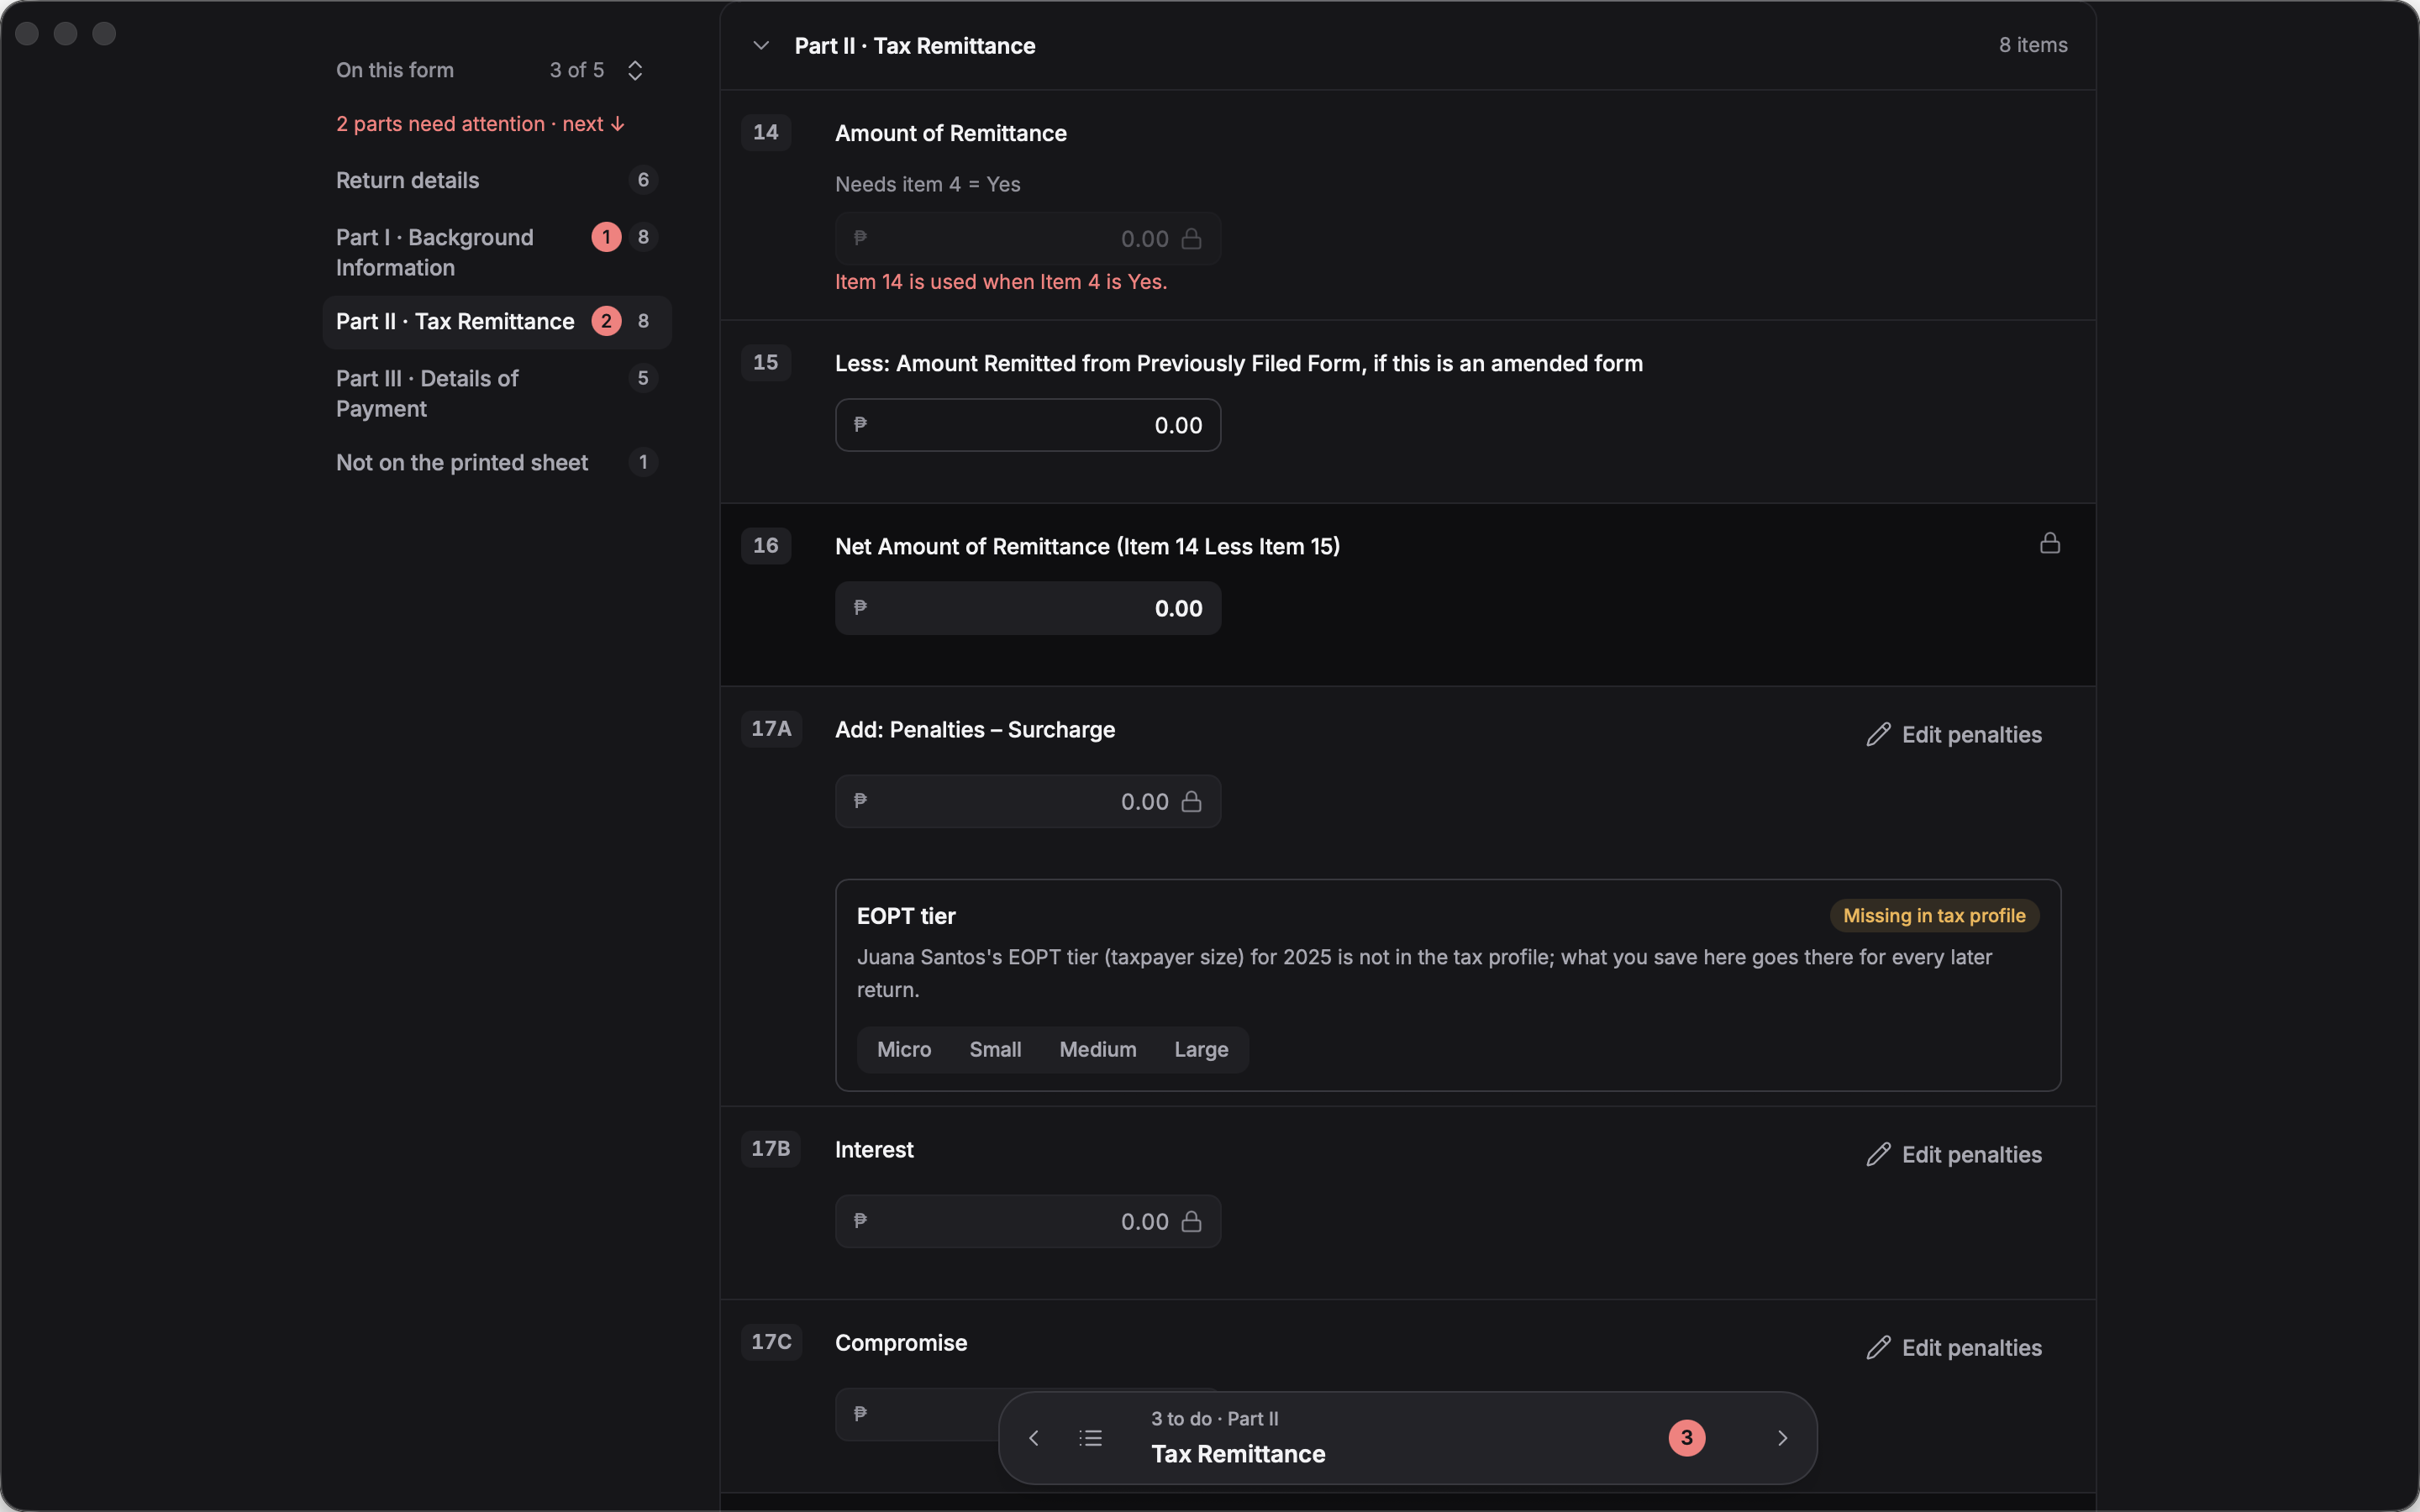 On this form 3 of 5
2 parts need attention · next ↓
Return details 6
Part I · Background Information 1 8
Part II · Tax Remittance 2 8
Part III · Details of Payment 5
Not on the printed sheet 1
Part II · Tax Remittance 8 items
14 Amount of Remittance
Needs item 4 = Yes
₱ 0.00
Item 14 is used when Item 4 is Yes.
15 Less: Amount Remitted from Previously Filed Form, if this is an amended form
₱ 0.00
16 Net Amount of Remittance (Item 14 Less Item 15)
₱ 0.00
17A Add: Penalties – Surcharge Edit penalties
₱ 0.00
EOPT tier Missing in tax profile
Juana Santos's EOPT tier (taxpayer size) for 2025 is not in the tax profile; what you save here goes there for every later
return.
Micro Small Medium Large
17B Interest Edit penalties
₱ 0.00
17C Compromise Edit penalties
₱
3 to do · Part II
Tax Remittance 3